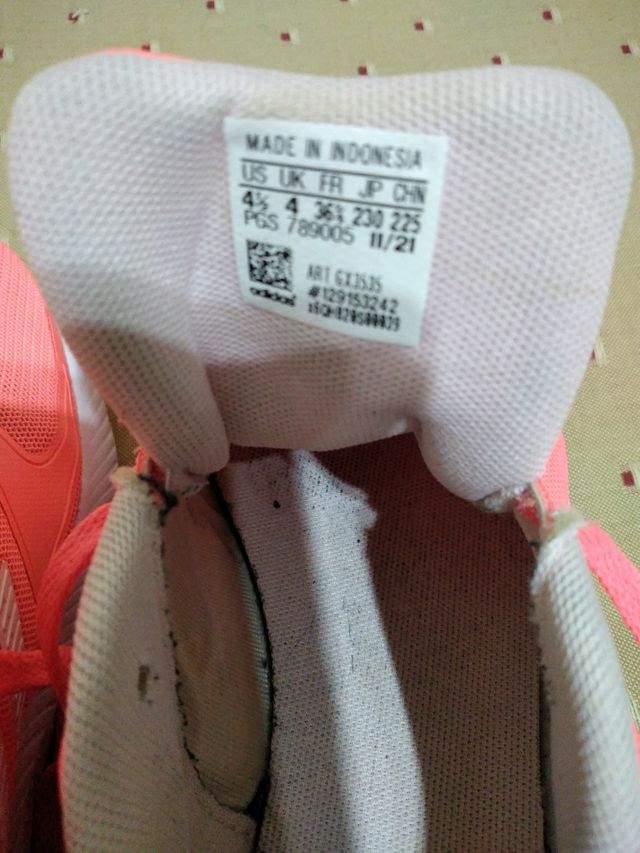 MADE IN INDONESIA
US UK FR JP CHN
4½ 4 36⅔ 230 225
PGS 789005 11/21
ART GX3535
adidas #129153242